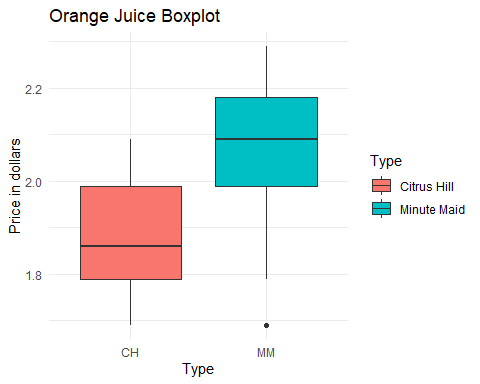 Orange Juice Boxplot
Price in dollars
2.2
2.0
1.8
CH
MM
Type
Type
Citrus Hill
Minute Maid